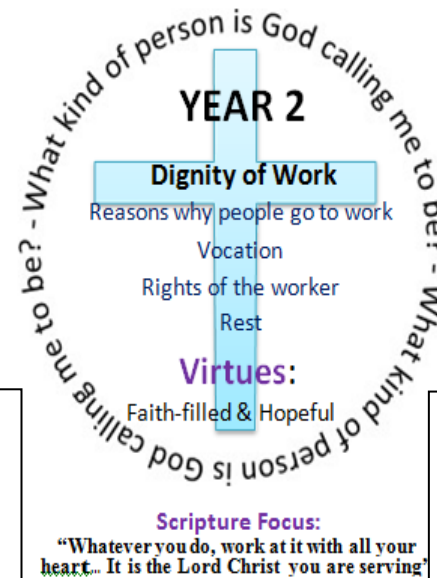 What kind of person is God calling me to be? - What kind of person is God calling me to be? -
YEAR 2
Dignity of Work
Reasons why people go to work
Vocation
Rights of the worker
Rest
Virtues:
Faith-filled & Hopeful
Scripture Focus:
“Whatever you do, work at it with all your
heart... It is the Lord Christ you are serving”